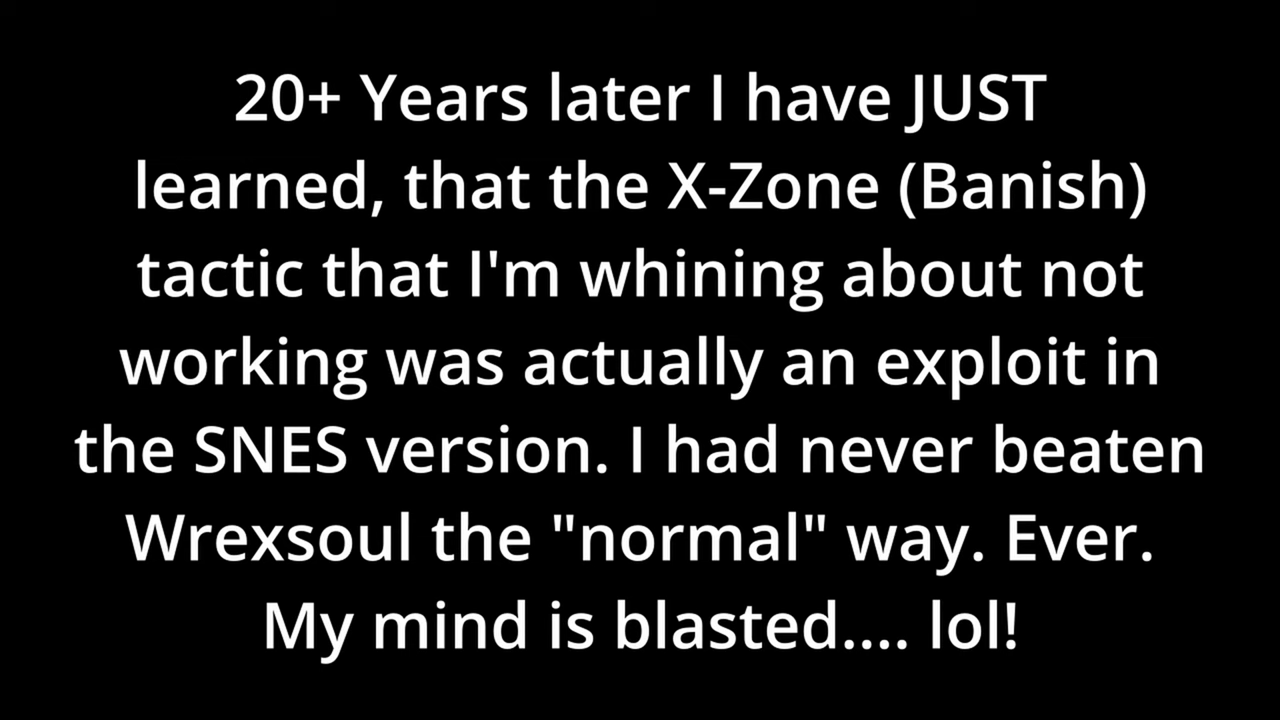 20+ Years later I have JUST
learned, that the X-Zone (Banish)
tactic that I'm whining about not
working was actually an exploit in
the SNES version. I had never beaten
Wrexsoul the "normal" way. Ever.
My mind is blasted.... lol!